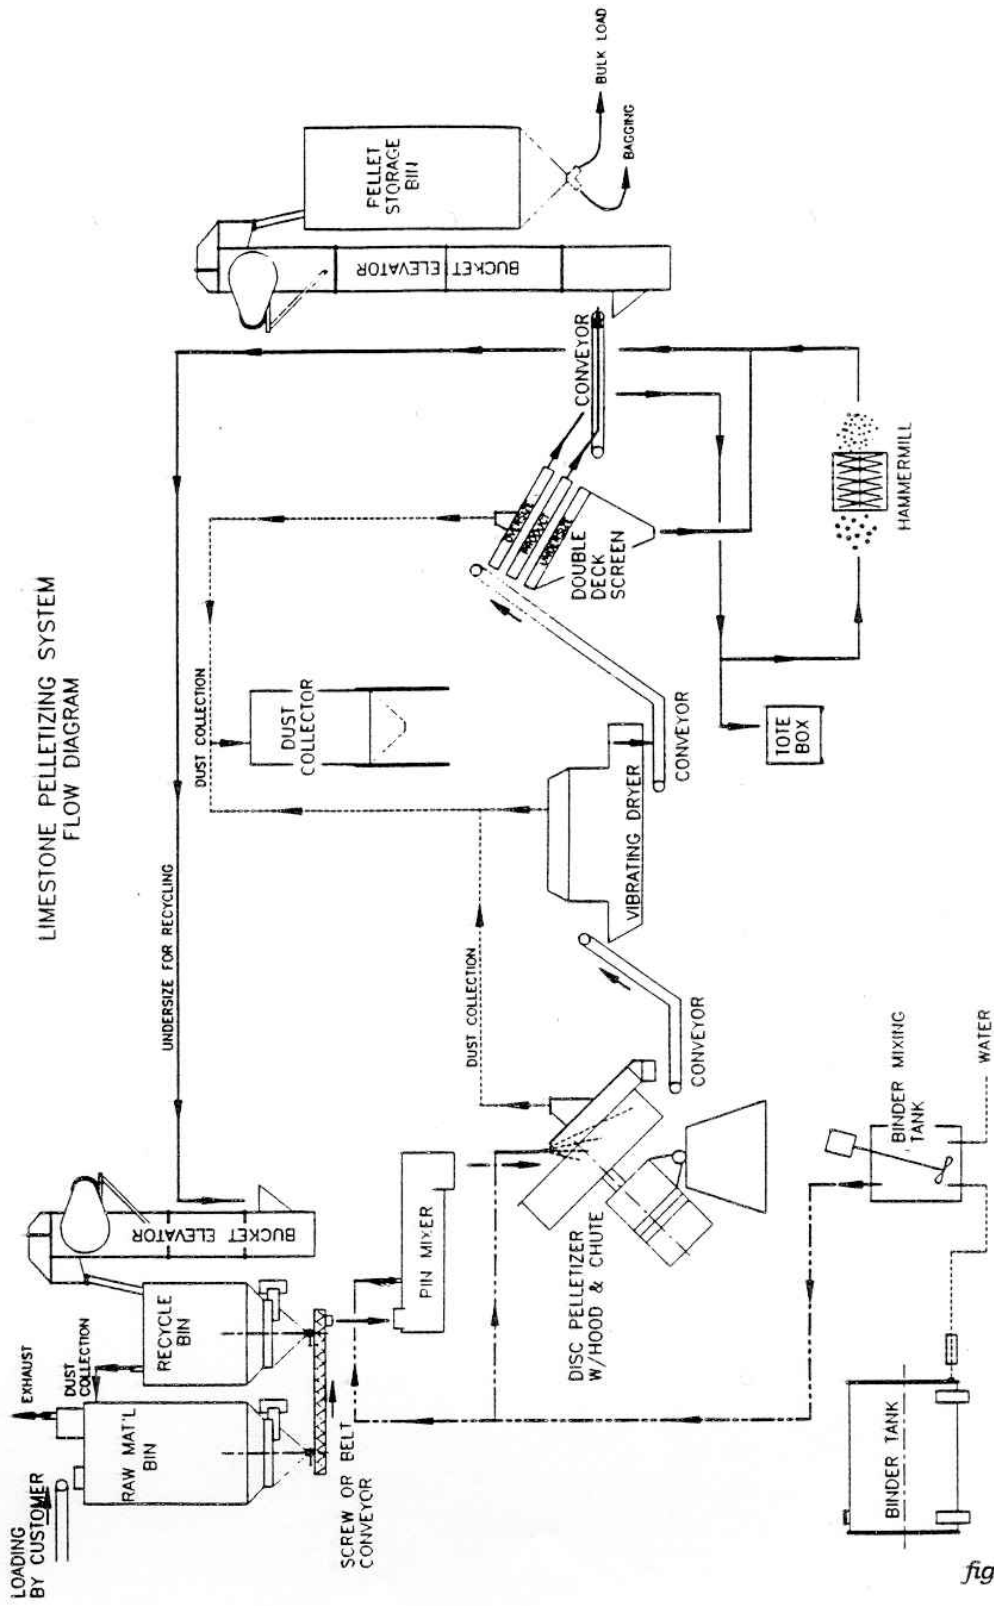 LIMESTONE PELLETIZING SYSTEM
FLOW DIAGRAM
LOADING
BY CUSTOMER
EXHAUST
DUST
COLLECTION
RAW MAT'L
BIN
RECYCLE
BIN
BUCKET ELEVATOR
UNDERSIZE FOR RECYCLING
SCREW OR BELT
CONVEYOR
PIN MIXER
DISC PELLETIZER
W/HOOD & CHUTE
DUST COLLECTION
CONVEYOR
VIBRATING DRYER
CONVEYOR
DUST COLLECTION
DUST
COLLECTOR
OVERSIZE
PRODUCT
UNDERSIZE
DOUBLE
DECK
SCREEN
CONVEYOR
BUCKET ELEVATOR
PELLET
STORAGE
BIN
BULK LOAD
BAGGING
BINDER TANK
BINDER MIXING
TANK
WATER
TOTE
BOX
HAMMERMILL
fig